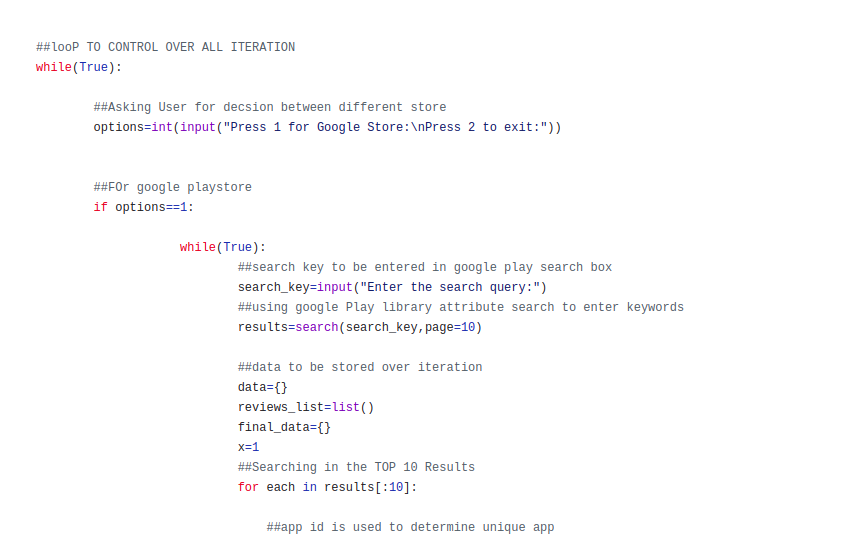 ##looP TO CONTROL OVER ALL ITERATION
while(True):
##Asking User for decsion between different store
options=int(input("Press 1 for Google Store:\nPress 2 to exit:"))
##FOr google playstore
if options==1:
while(True):
##search key to be entered in google play search box
search_key=input("Enter the search query:")
##using google Play library attribute search to enter keywords
results=search(search_key,page=10)
##data to be stored over iteration
data={}
reviews_list=list()
final_data={}
x=1
##Searching in the TOP 10 Results
for each in results[:10]:
##app id is used to determine unique app